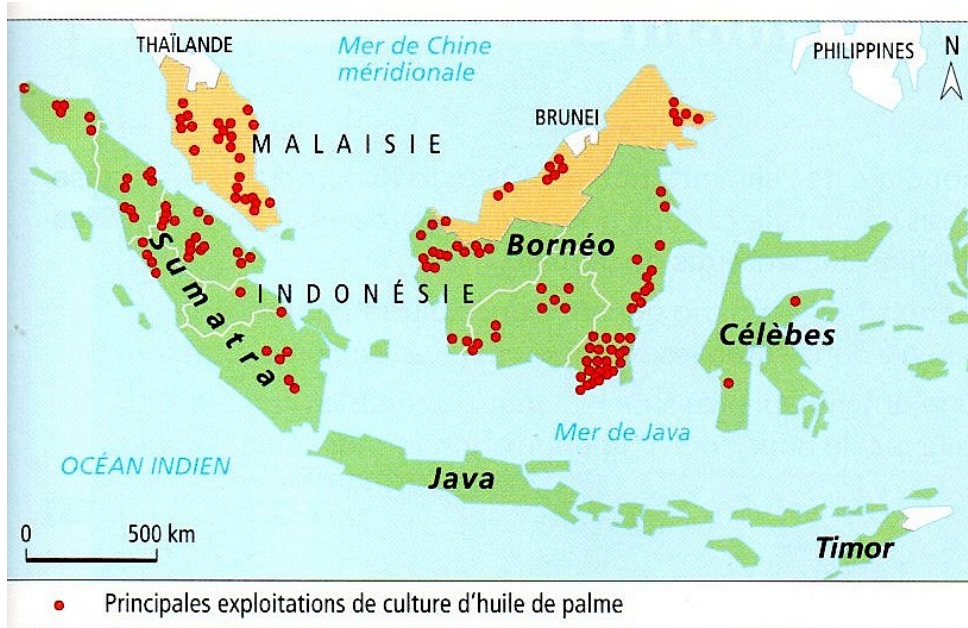 THAÏLANDE
Mer de Chine
méridionale
PHILIPPINES
N
BRUNEI
MALAISIE
Bornéo
Sumatra
INDONÉSIE
Célèbes
Mer de Java
OCÉAN INDIEN
Java
0 500 km
Timor
Principales exploitations de culture d'huile de palme